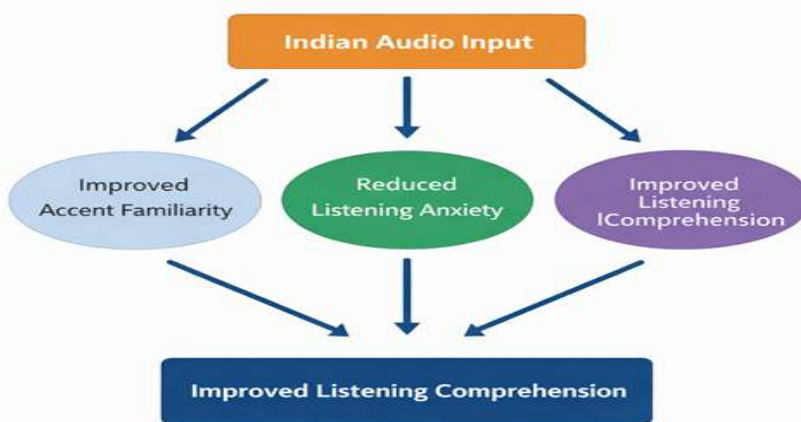 Indian Audio Input
Improved
Accent Familiarity
Reduced
Listening Anxiety
Improved
Listening
lComprehension
Improved Listening Comprehension